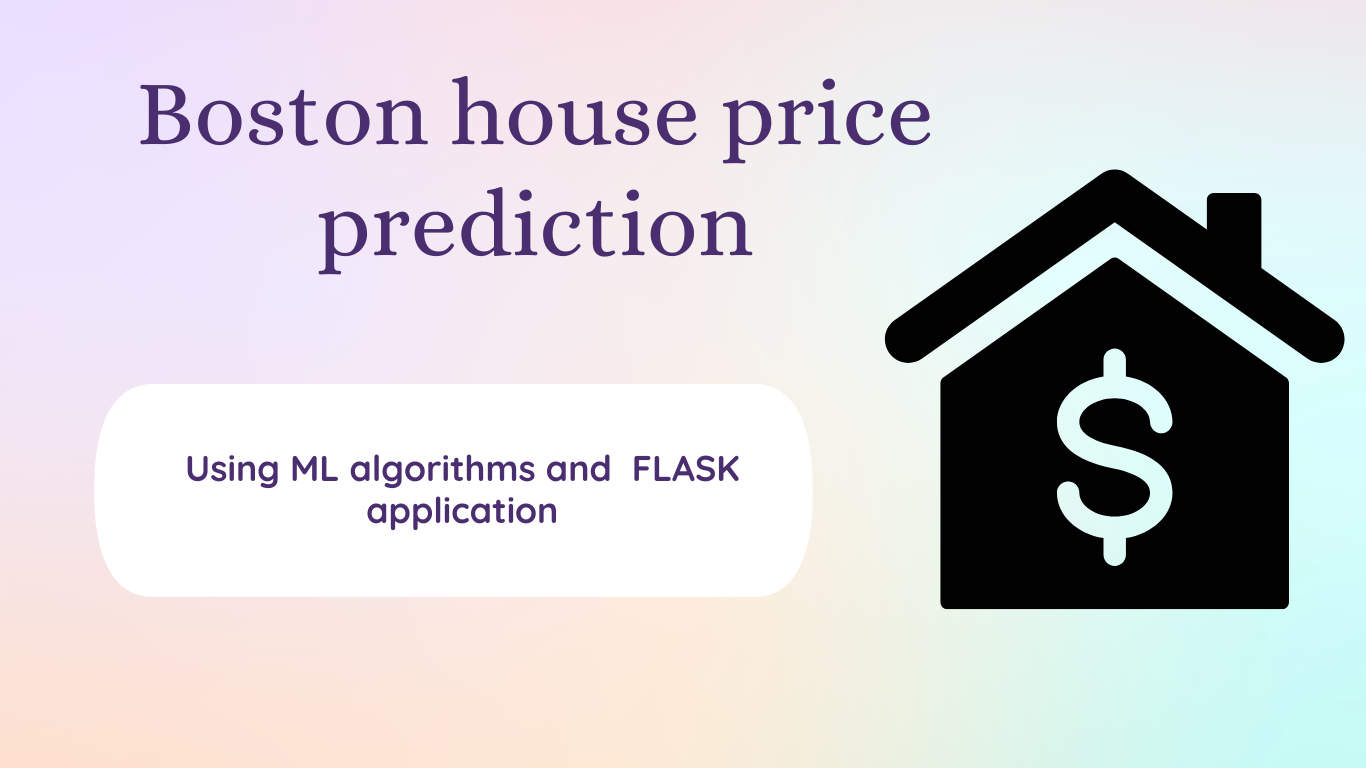 Boston house price
prediction
Using ML algorithms and  FLASK
application
$